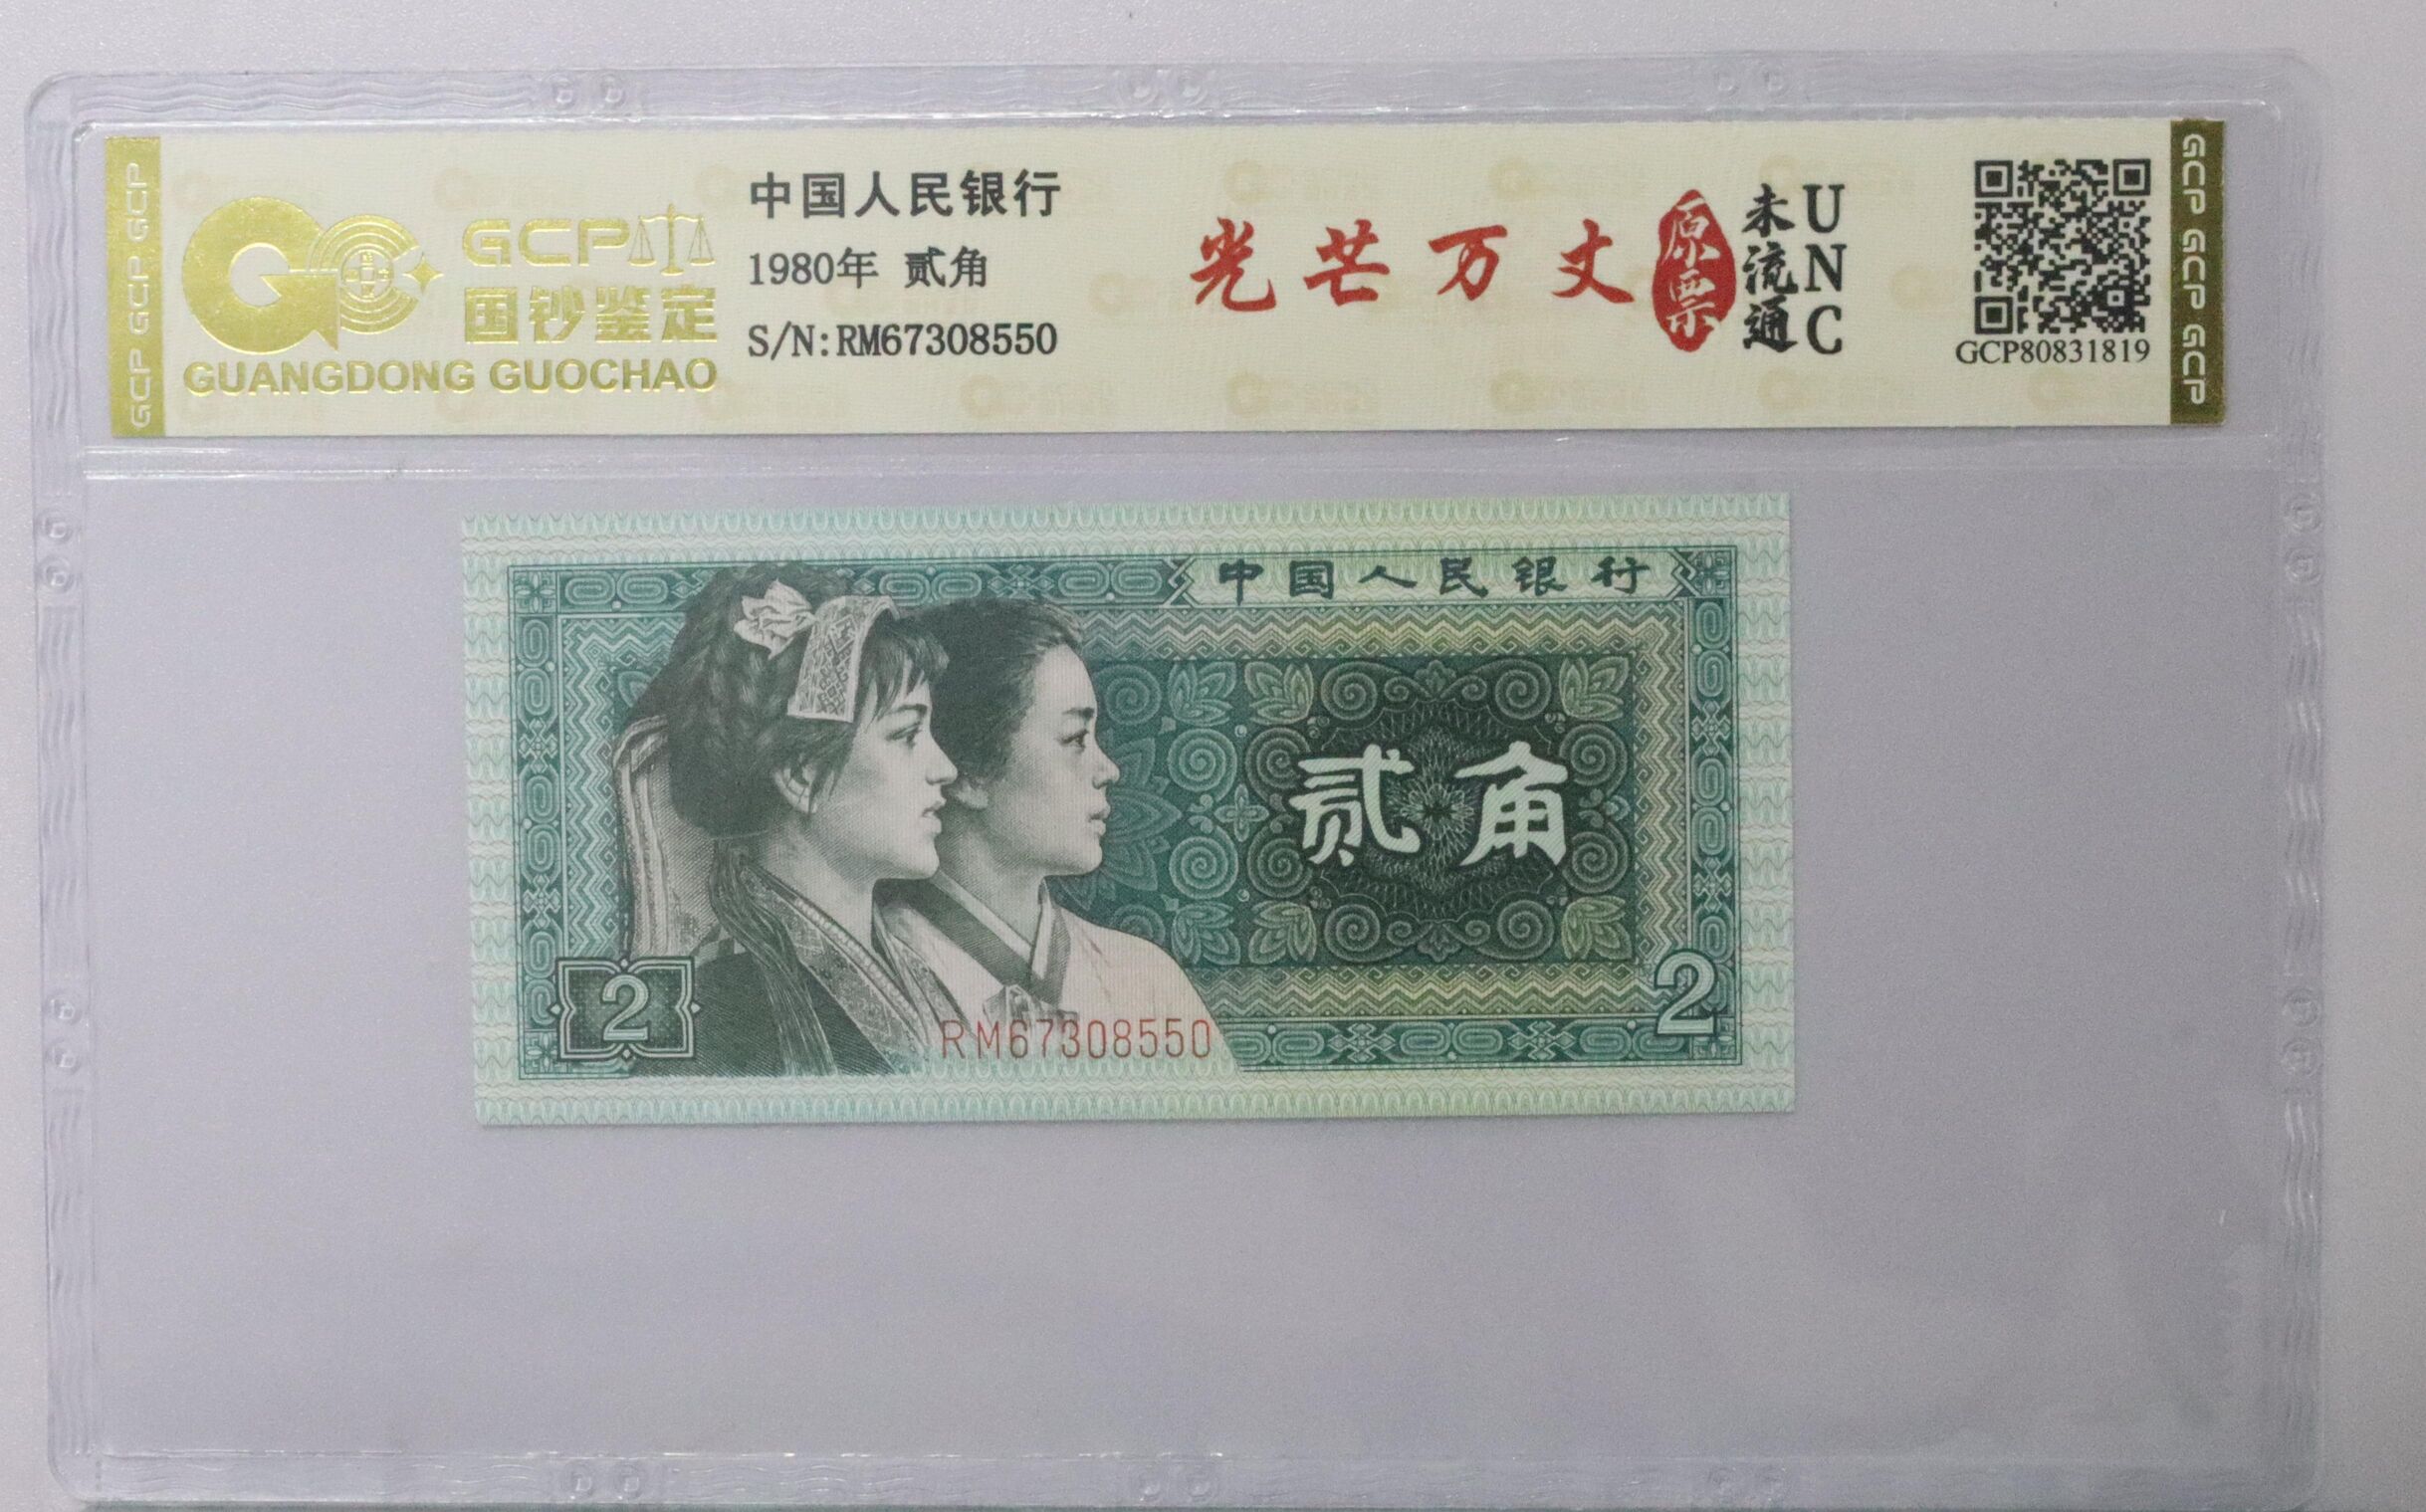 GCP GCP GCP
GCP
国钞鉴定
GUANGDONG GUOCHAO
中国人民银行
1980年 贰角
S/N:RM67308550
光芒万丈
原票
未流通
UNC
GCP80831819
GCP GCP GCP
中国人民银行
贰角
2
2
RM67308550